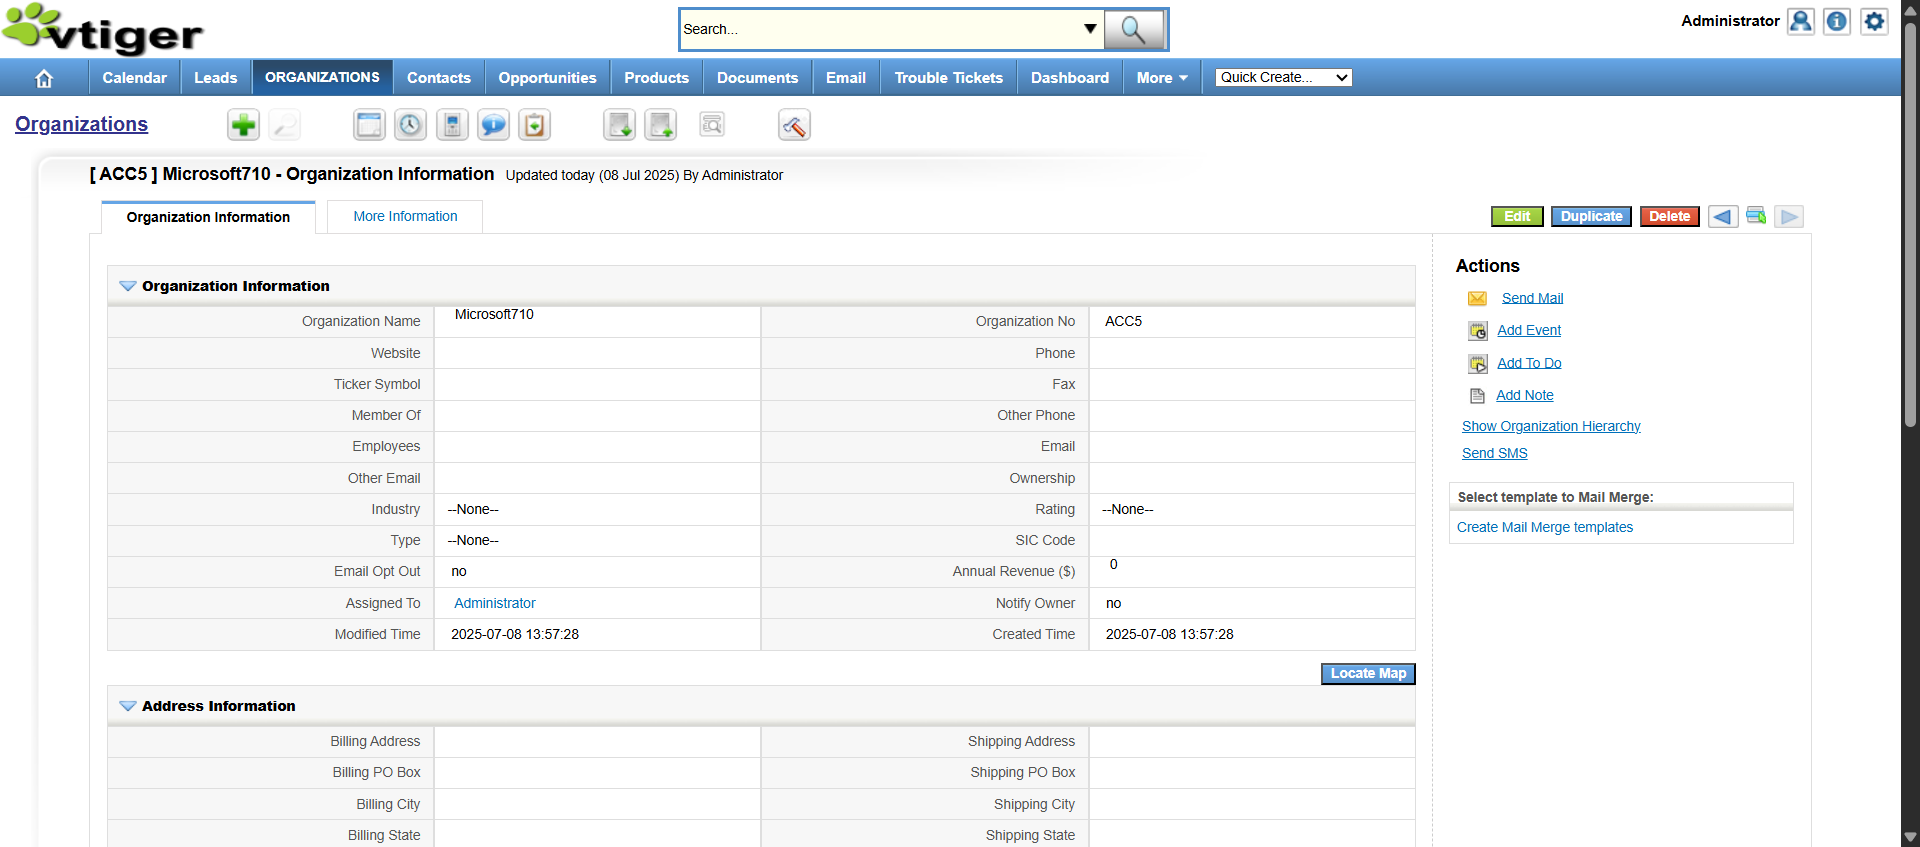 vtiger
Search...
Administrator
Calendar Leads ORGANIZATIONS Contacts Opportunities Products Documents Email Trouble Tickets Dashboard More Quick Create...
Organizations
[ ACC5 ] Microsoft710 - Organization Information Updated today (08 Jul 2025) By Administrator
Organization Information More Information
Edit Duplicate Delete
Organization Information
Organization Name Microsoft710 Organization No ACC5
Website Phone
Ticker Symbol Fax
Member Of Other Phone
Employees Email
Other Email Ownership
Industry --None-- Rating --None--
Type --None-- SIC Code
Email Opt Out no Annual Revenue ($) 0
Assigned To Administrator Notify Owner no
Modified Time 2025-07-08 13:57:28 Created Time 2025-07-08 13:57:28
Locate Map
Address Information
Billing Address Shipping Address
Billing PO Box Shipping PO Box
Billing City Shipping City
Billing State Shipping State
Actions
Send Mail
Add Event
Add To Do
Add Note
Show Organization Hierarchy
Send SMS
Select template to Mail Merge:
Create Mail Merge templates